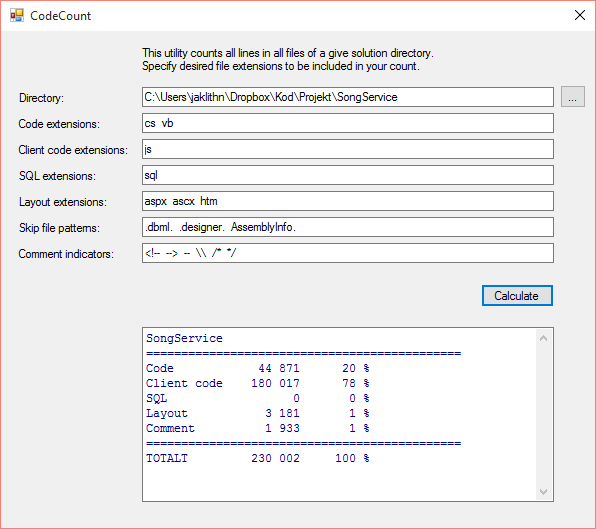 CodeCount
This utility counts all lines in all files of a give solution directory.
Specify desired file extensions to be included in your count.
Directory: C:\Users\jaklithn\Dropbox\Kod\Projekt\SongService ...
Code extensions: cs vb
Client code extensions: js
SQL extensions: sql
Layout extensions: aspx ascx htm
Skip file patterns: .dbml. .designer. AssemblyInfo.
Comment indicators: <!-- --> -- \\ /* */
Calculate
SongService
=============================================
Code 44 871 20 %
Client code 180 017 78 %
SQL 0 0 %
Layout 3 181 1 %
Comment 1 933 1 %
=============================================
TOTALT 230 002 100 %